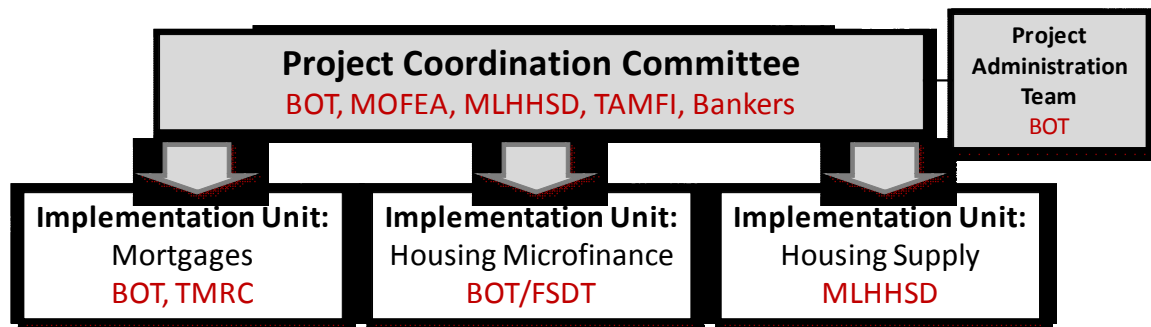 Project Coordination Committee
BOT, MOFEA, MLHHSD, TAMFI, Bankers
Project
Administration
Team
BOT
Implementation Unit:
Mortgages
BOT, TMRC
Implementation Unit:
Housing Microfinance
BOT/FSDT
Implementation Unit:
Housing Supply
MLHHSD